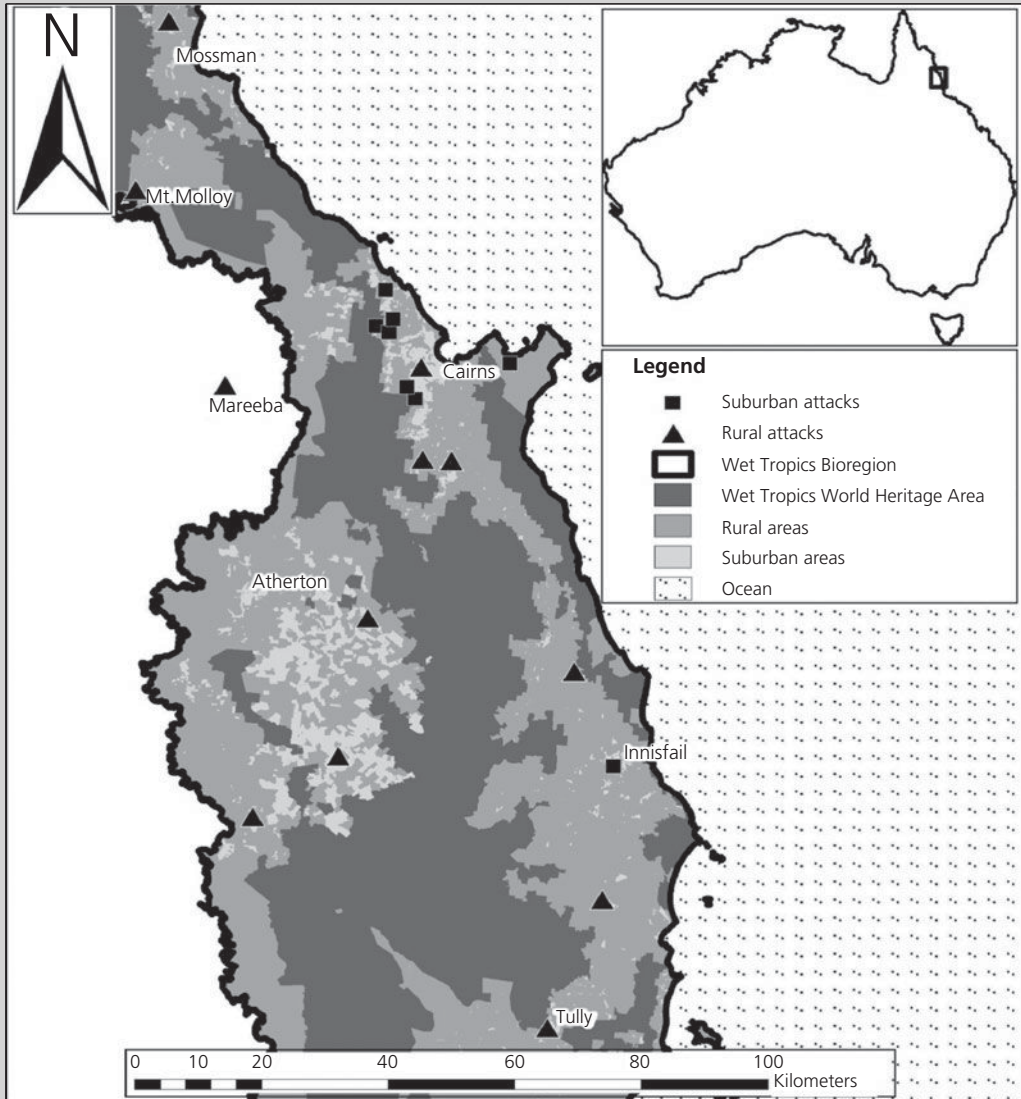 N
Mossman
Mt.Molloy
Cairns
Mareeba
Atherton
Innisfail
Tully
0 10 20 40 60 80 100
Kilometers
Legend
Suburban attacks
Rural attacks
Wet Tropics Bioregion
Wet Tropics World Heritage Area
Rural areas
Suburban areas
Ocean